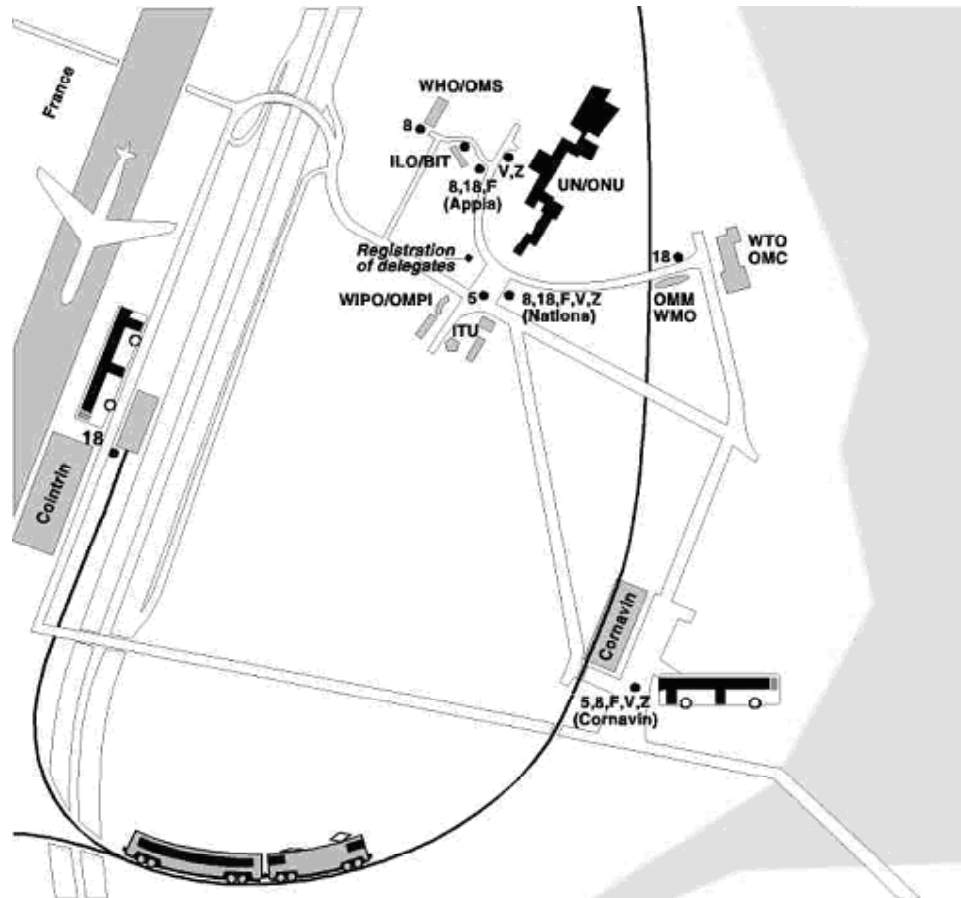 France
WHO/OMS
8
ILO/BIT
V,Z
8,18,F
(Appia)
UN/ONU
Registration
of delegates
18
WTO
OMC
WIPO/OMPI
5
8,18,F,V,Z
(Nations)
OMM
WMO
ITU
18
Cointrin
Cornavin
5,8,F,V,Z
(Cornavin)